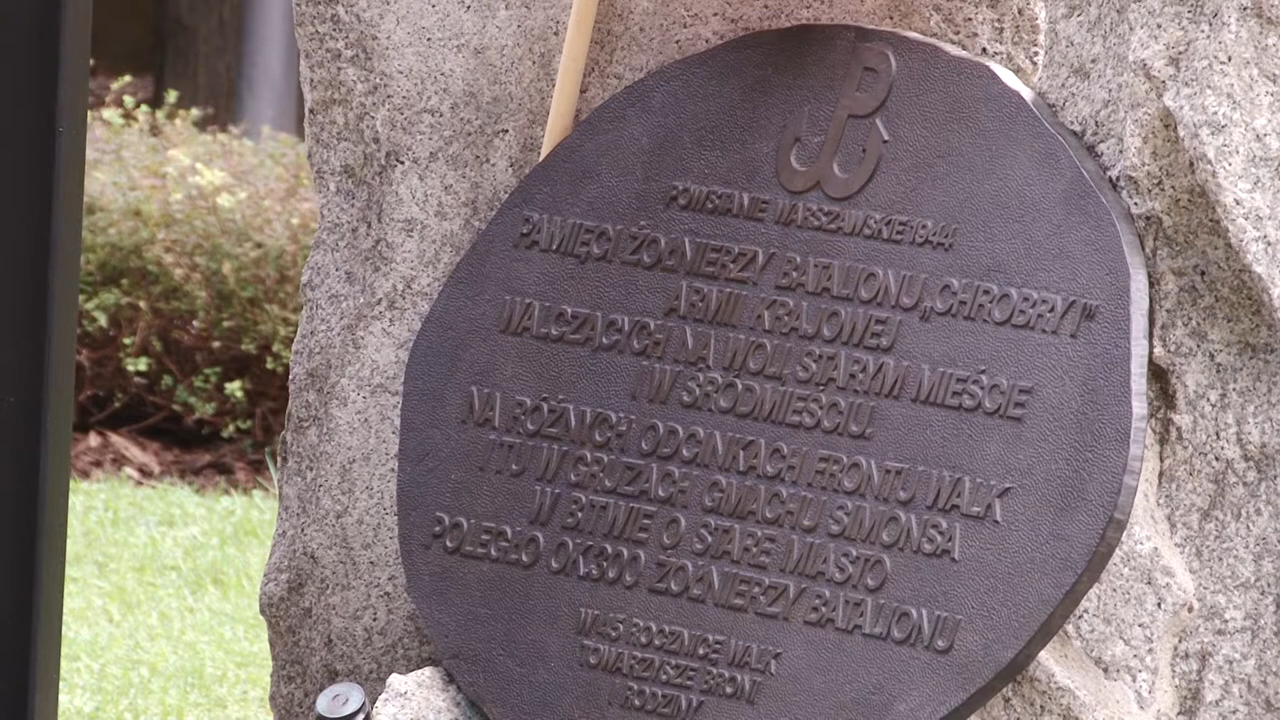 POWSTANIE WARSZAWSKIE 1944
PAMIĘCI ŻOŁNIERZY BATALIONU „CHROBRY I”
ARMII KRAJOWEJ
WALCZĄCYCH NA WOLI, STARYM MIEŚCIE
I W ŚRÓDMIEŚCIU.
NA RÓŻNYCH ODCINKACH FRONTU WALK
I TU W GRUZACH GMACHU SIMONSA
W BITWIE O STARE MIASTO
POLEGŁO OK.300 ŻOŁNIERZY BATALIONU
W 45 ROCZNICĘ WALK
TOWARZYSZE BRONI
I RODZINY